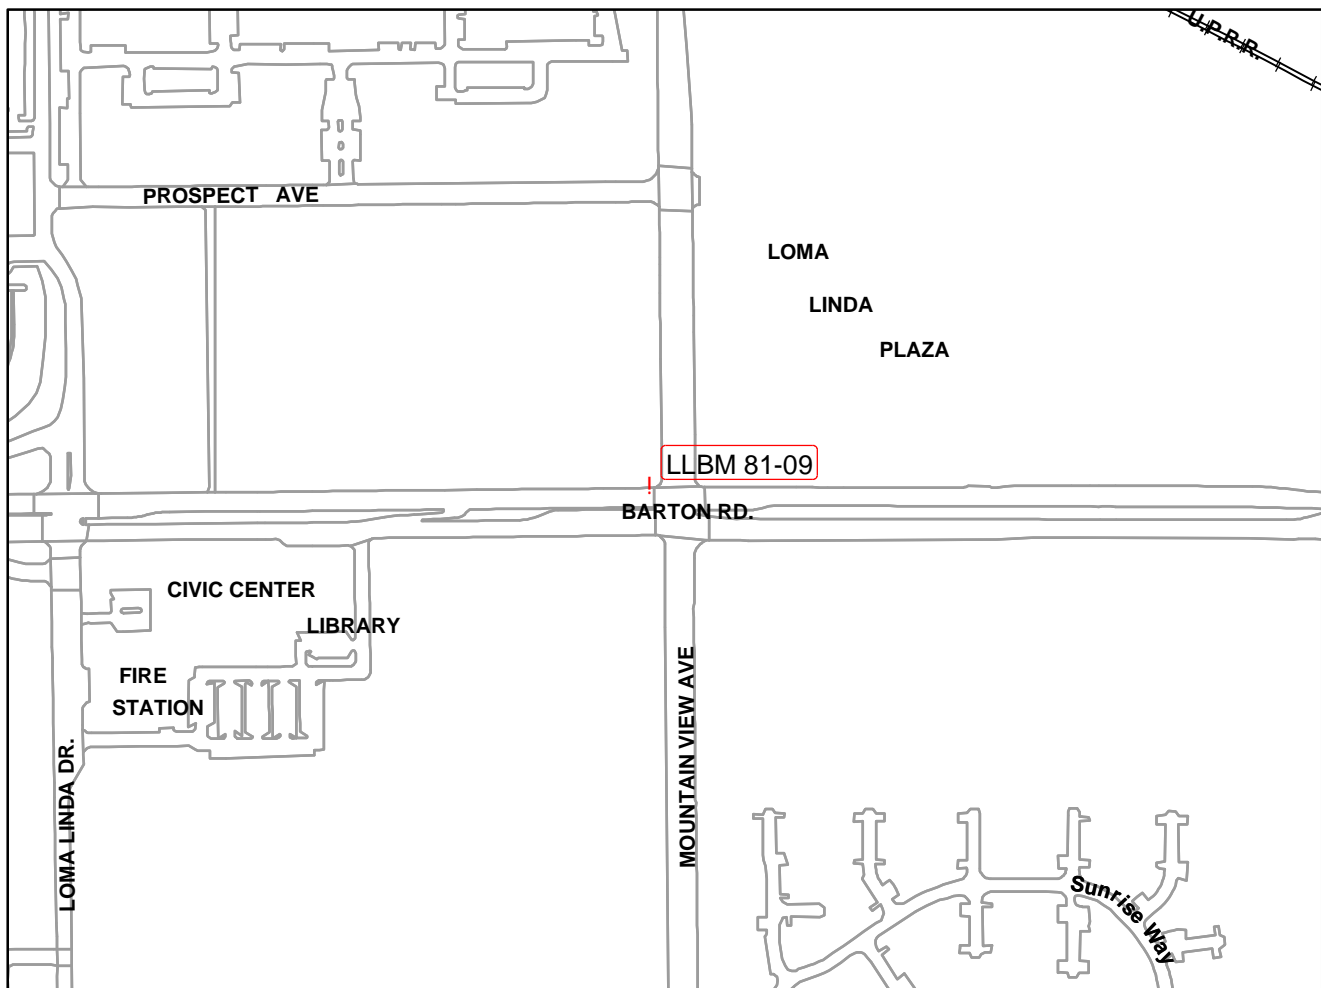 U.P.R.R.
PROSPECT AVE
LOMA
LINDA
PLAZA
LLBM 81-09
BARTON RD.
CIVIC CENTER
LIBRARY
FIRE
STATION
MOUNTAIN VIEW AVE
LOMA LINDA DR.
Sunrise Way